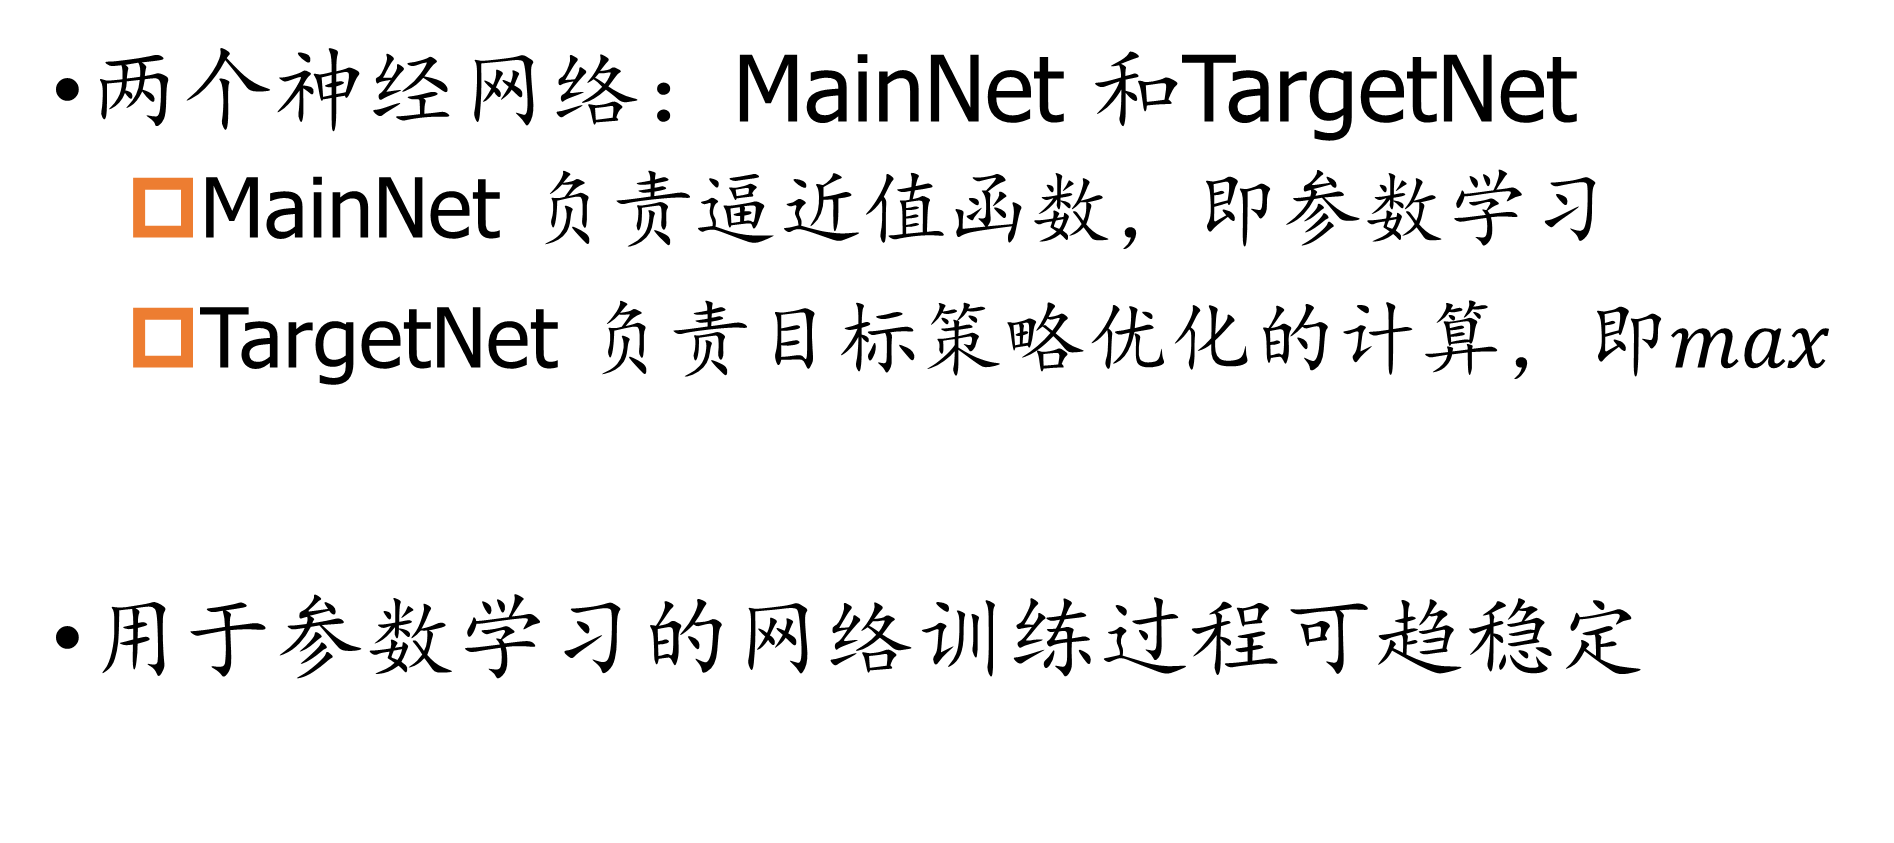 •两个神经网络：MainNet 和TargetNet
MainNet 负责逼近值函数，即参数学习
TargetNet 负责目标策略优化的计算，即max
•用于参数学习的网络训练过程可趋稳定